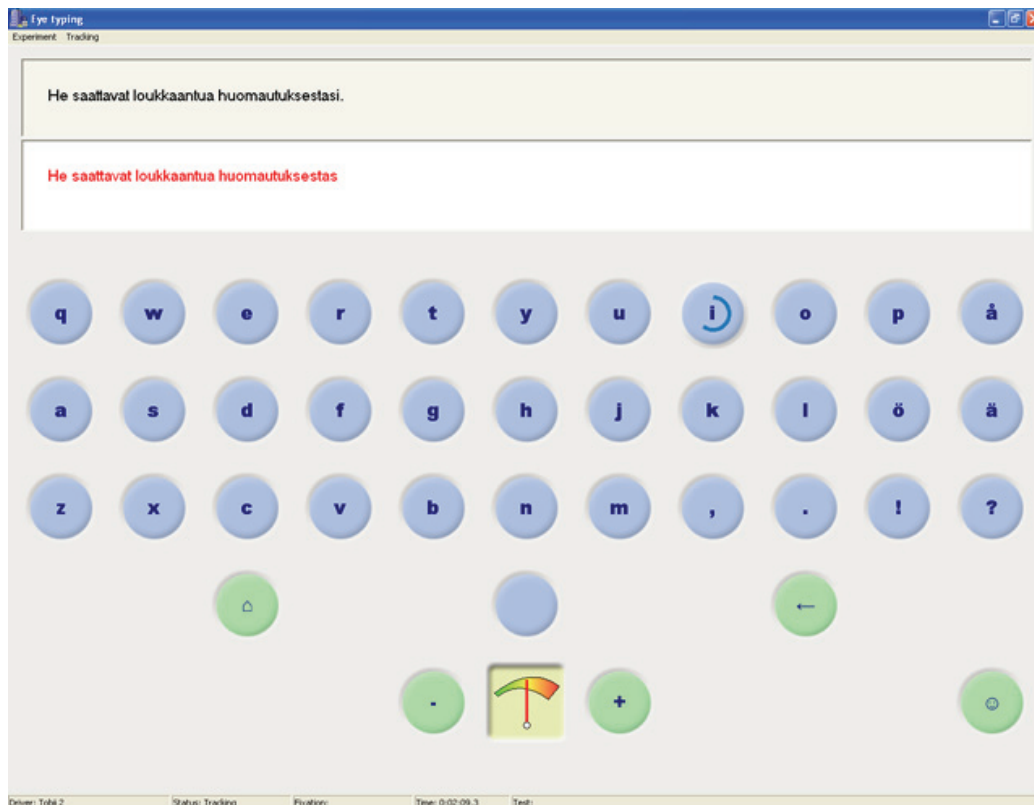 Eye typing
Experiment Tracking
He saattavat loukkaantua huomautuksestasi.
He saattavat loukkaantua huomautuksestas
q w e r t y u i o p å
a s d f g h j k l ö ä
z x c v b n m , . ! ?
⌂ ←
- + ☺
Driver: Tobii 2 Status: Tracking Fixation: Time: 0:02:09.3 Test: